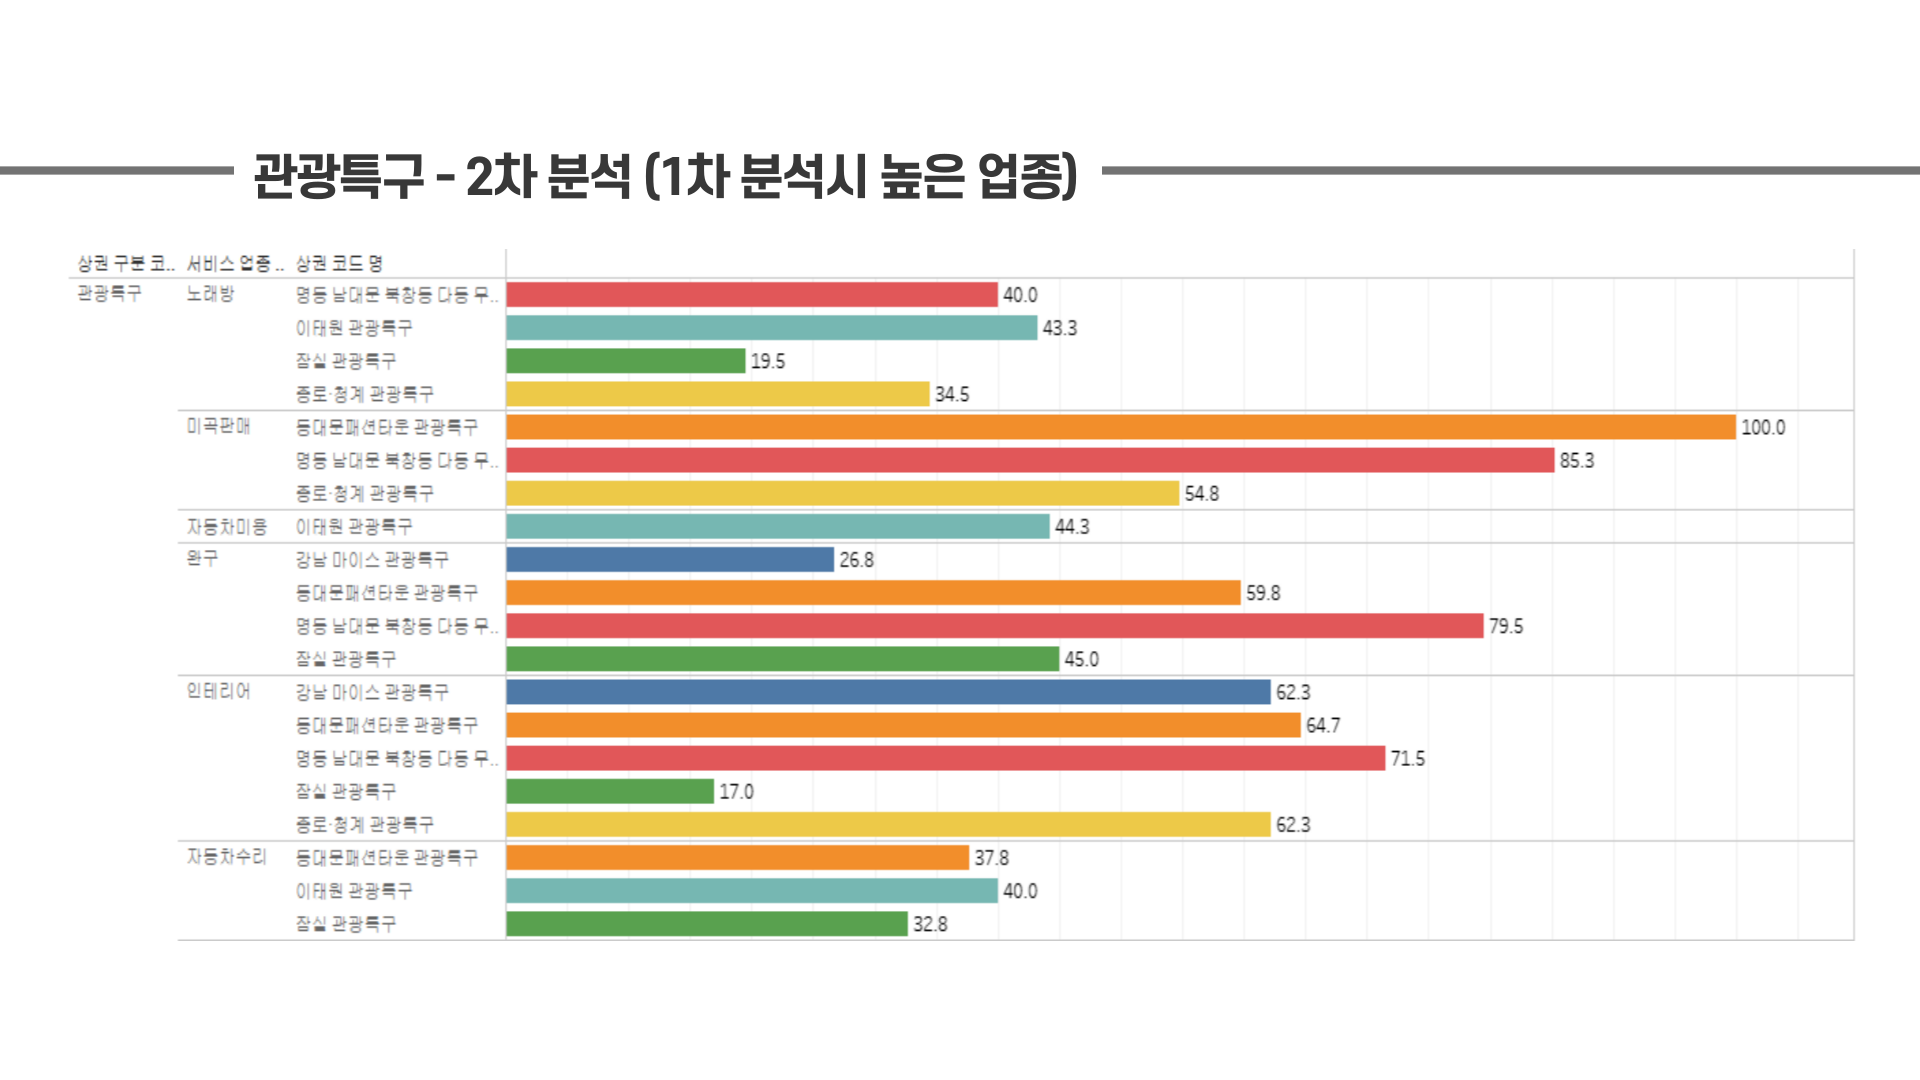 관광특구 - 2차 분석 (1차 분석시 높은 업종)
상권 구분 코.. 서비스 업종 .. 상권 코드 명
관광특구 노래방 명동 남대문 북창동 다동 무.. 40.0
이태원 관광특구 43.3
잠실 관광특구 19.5
종로·청계 관광특구 34.5
미곡판매 동대문패션타운 관광특구 100.0
명동 남대문 북창동 다동 무.. 85.3
종로·청계 관광특구 54.8
자동차미용 이태원 관광특구 44.3
완구 강남 마이스 관광특구 26.8
동대문패션타운 관광특구 59.8
명동 남대문 북창동 다동 무.. 79.5
잠실 관광특구 45.0
인테리어 강남 마이스 관광특구 62.3
동대문패션타운 관광특구 64.7
명동 남대문 북창동 다동 무.. 71.5
잠실 관광특구 17.0
종로·청계 관광특구 62.3
자동차수리 동대문패션타운 관광특구 37.8
이태원 관광특구 40.0
잠실 관광특구 32.8